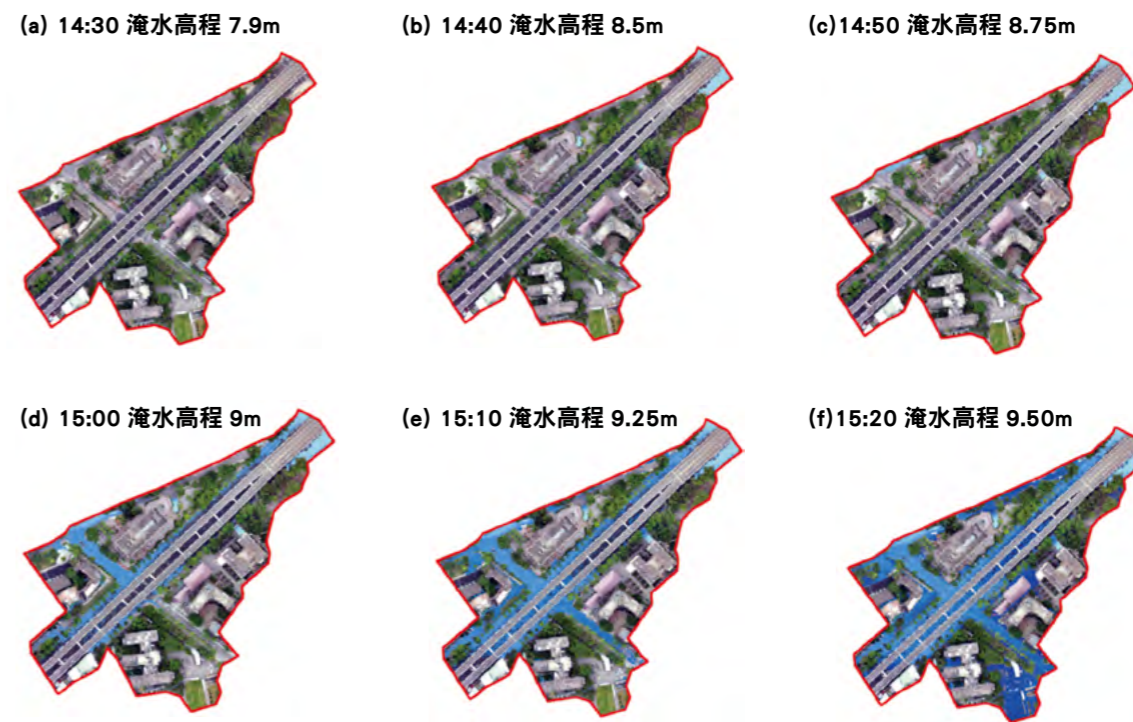 (a) 14:30 淹水高程 7.9m
(b) 14:40 淹水高程 8.5m
(c)14:50 淹水高程 8.75m
(d) 15:00 淹水高程 9m
(e) 15:10 淹水高程 9.25m
(f)15:20 淹水高程 9.50m